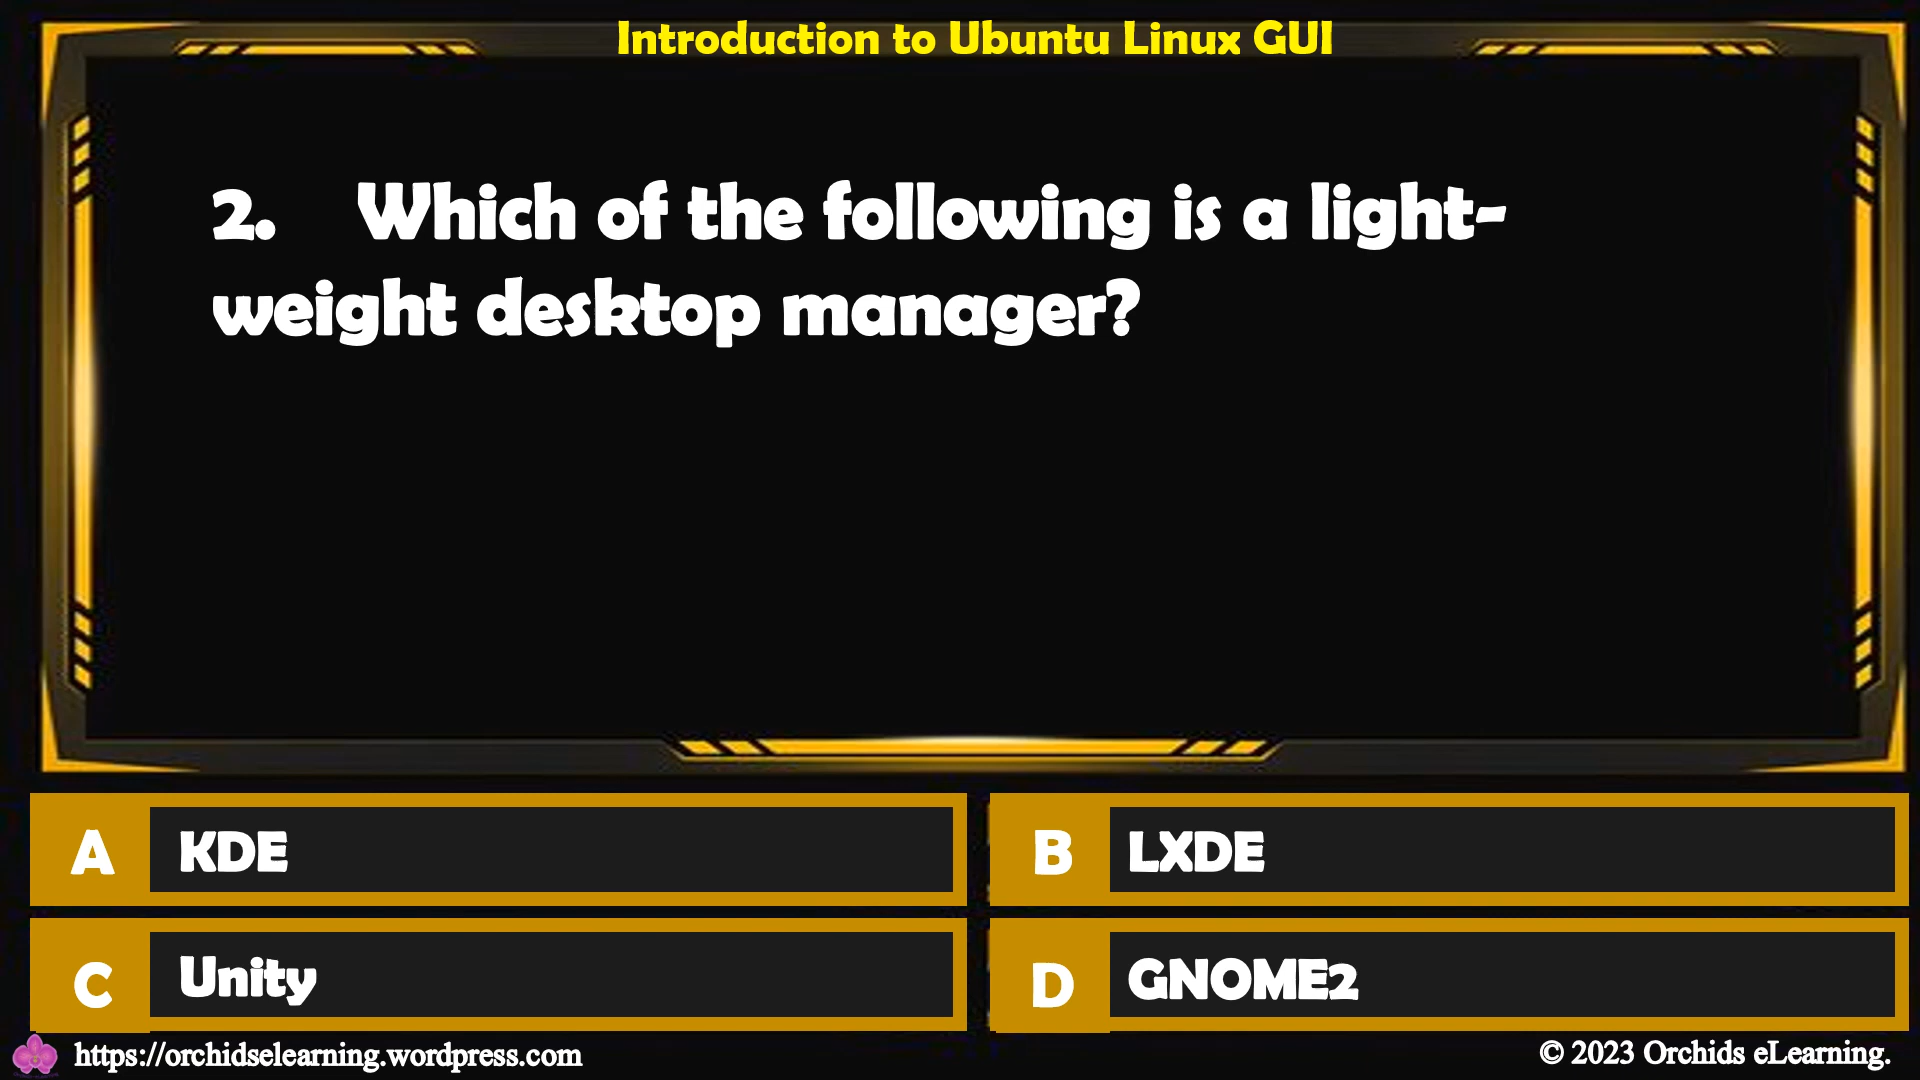 Introduction to Ubuntu Linux GUI
2. Which of the following is a light-
weight desktop manager?
A KDE
B LXDE
C Unity
D GNOME2
https://orchidselearning.wordpress.com
© 2023 Orchids eLearning.